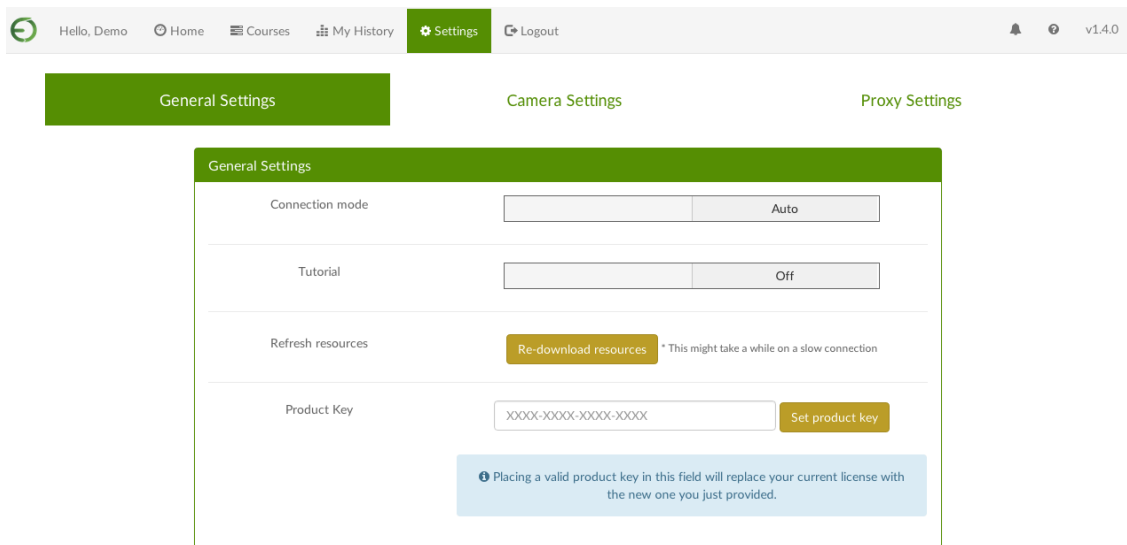 Hello, Demo Home Courses My History Settings Logout v1.4.0
General Settings Camera Settings Proxy Settings
General Settings
Connection mode Auto
Tutorial Off
Refresh resources Re-download resources * This might take a while on a slow connection
Product Key XXXX-XXXX-XXXX-XXXX Set product key
Placing a valid product key in this field will replace your current license with
the new one you just provided.